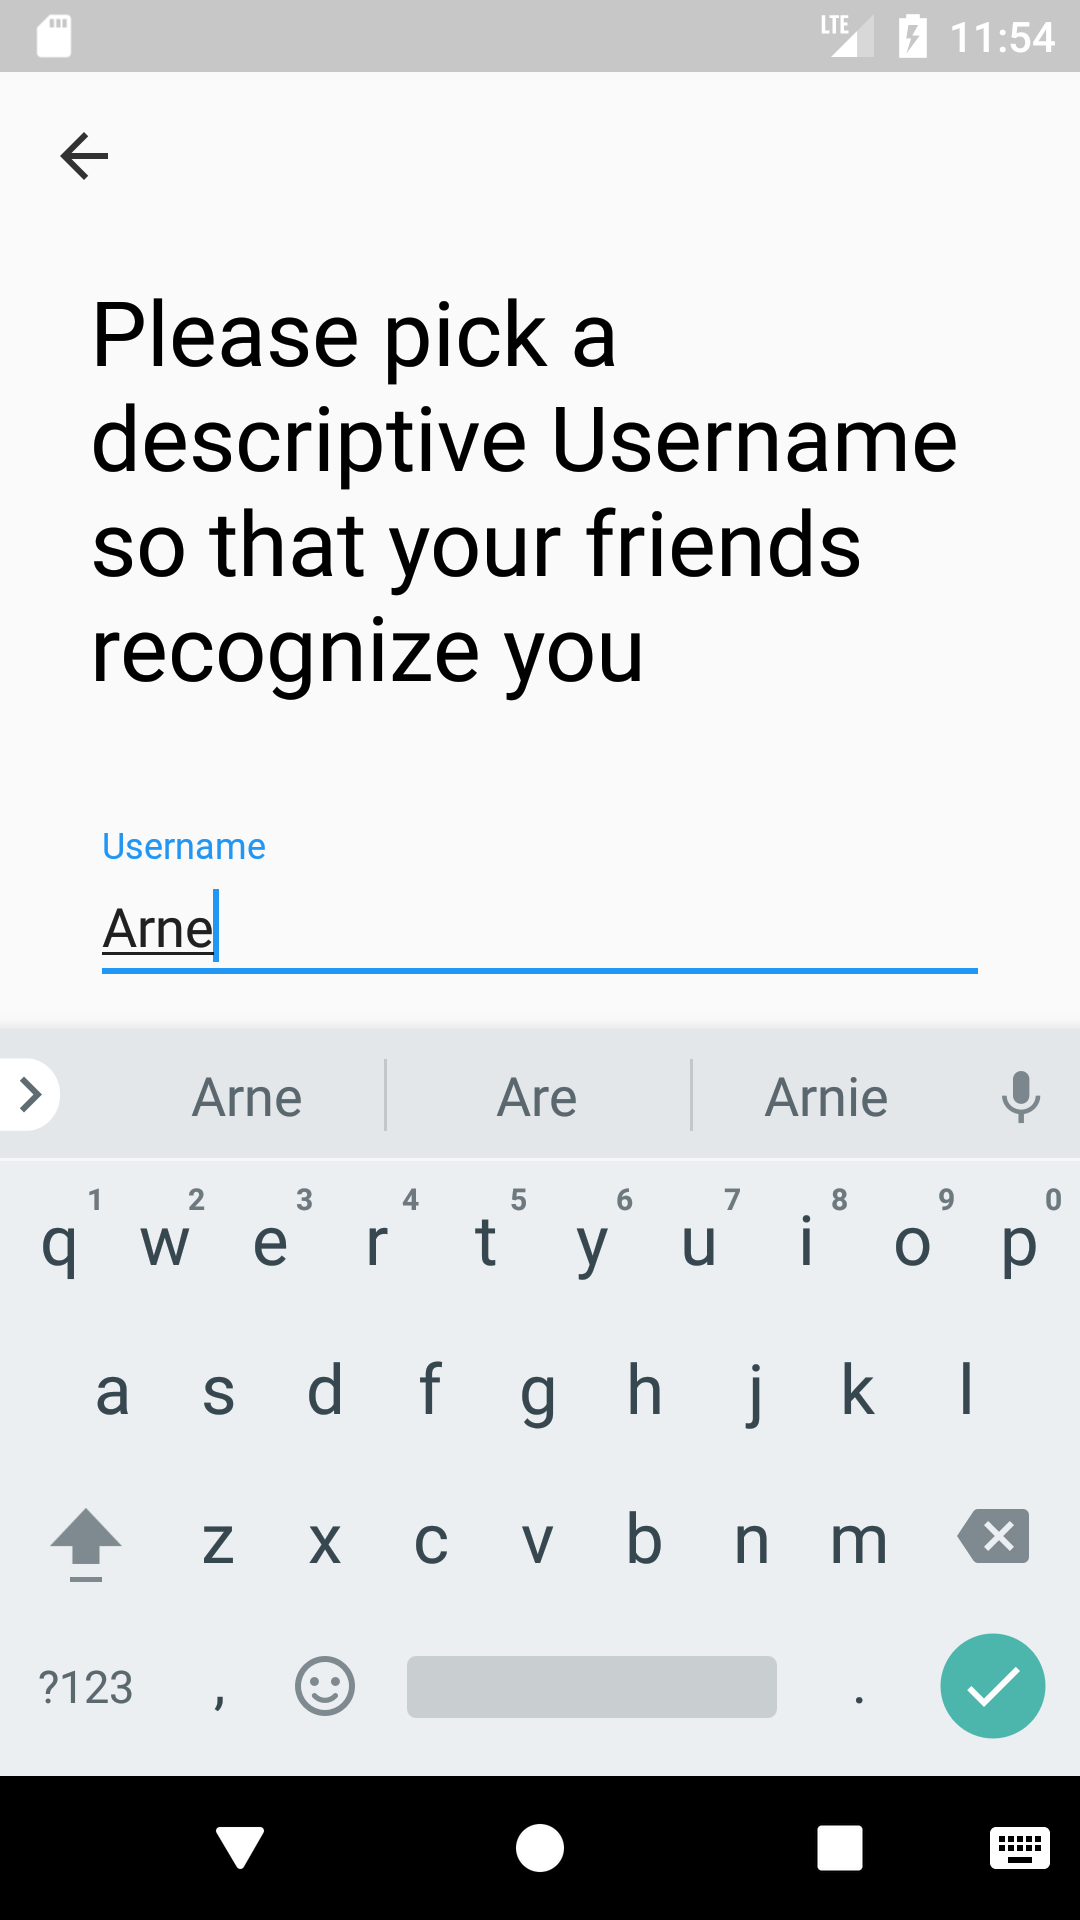 LTE 11:54
Please pick a
descriptive Username
so that your friends
recognize you
Username
Arne
Arne Are Arnie
1 2 3 4 5 6 7 8 9 0
q w e r t y u i o p
a s d f g h j k l
z x c v b n m
?123 , .